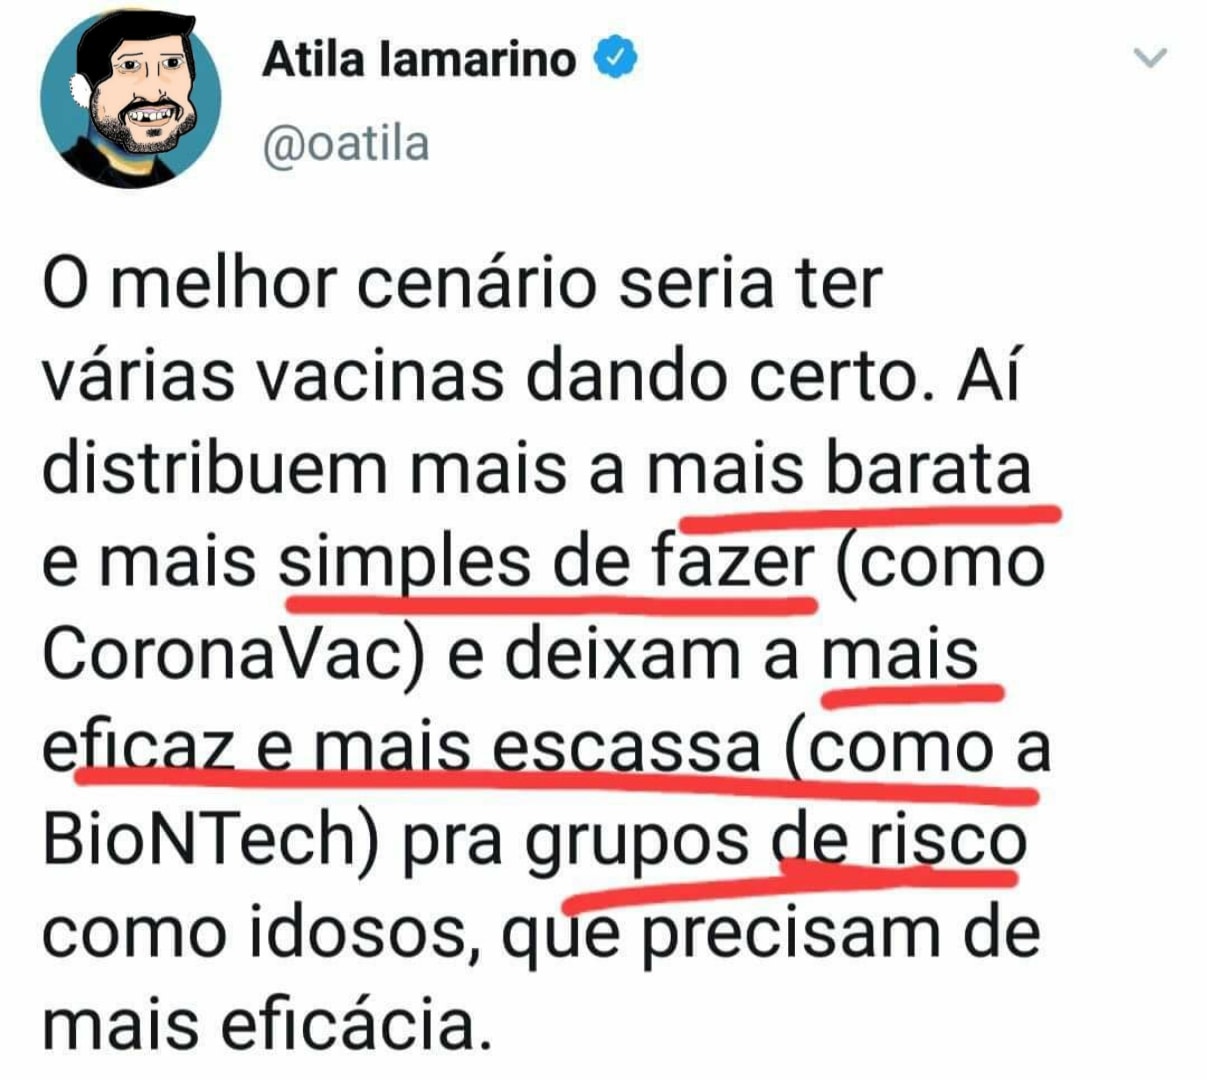 Atila Iamarino
@oatila
O melhor cenário seria ter
várias vacinas dando certo. Aí
distribuem mais a mais barata
e mais simples de fazer (como
CoronaVac) e deixam a mais
eficaz e mais escassa (como a
BioNTech) pra grupos de risco
como idosos, que precisam de
mais eficácia.